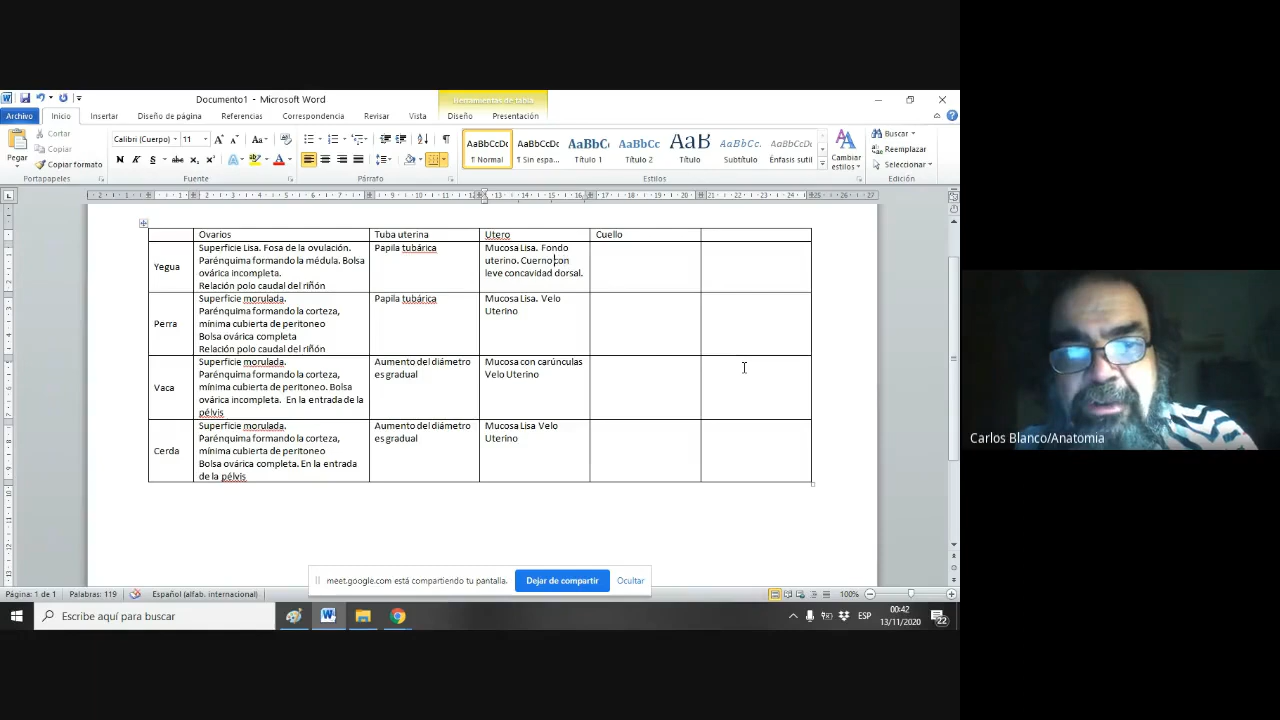 Documento1 - Microsoft Word
Herramientas de tabla
Archivo Inicio Insertar Diseño de página Referencias Correspondencia Revisar Vista Diseño Presentación
Pegar
Cortar
Copiar
Copiar formato
Portapapeles
Calibri (Cuerpo) 11
Fuente
Párrafo
AaBbCcDc AaBbCcDc AaBbC AaBbCc AaB AaBbCc. AaBbCcDc
¶ Normal ¶ Sin espa... Título 1 Título 2 Título Subtítulo Énfasis sutil
Estilos
Cambiar
estilos
Buscar
Reemplazar
Seleccionar
Edición
Ovarios Tuba uterina Utero Cuello
Yegua
Superficie Lisa. Fosa de la ovulación.
Parénquima formando la médula. Bolsa
ovárica incompleta.
Relación polo caudal del riñón
Papila tubárica
Mucosa Lisa. Fondo
uterino. Cuerno con
leve concavidad dorsal.
Perra
Superficie morulada.
Parénquima formando la corteza,
mínima cubierta de peritoneo
Bolsa ovárica completa
Relación polo caudal del riñón
Papila tubárica
Mucosa Lisa. Velo
Uterino
Vaca
Superficie morulada.
Parénquima formando la corteza,
mínima cubierta de peritoneo. Bolsa
ovárica incompleta. En la entrada de la
pélvis
Aumento del diámetro
es gradual
Mucosa con carúnculas
Velo Uterino
Cerda
Superficie morulada.
Parénquima formando la corteza,
mínima cubierta de peritoneo
Bolsa ovárica completa. En la entrada
de la pélvis
Aumento del diámetro
es gradual
Mucosa Lisa Velo
Uterino
meet.google.com está compartiendo tu pantalla. Dejar de compartir Ocultar
Página: 1 de 1 Palabras: 119 Español (alfab. internacional) 100%
Escribe aquí para buscar
ESP
00:42
13/11/2020
22
Carlos Blanco/Anatomia